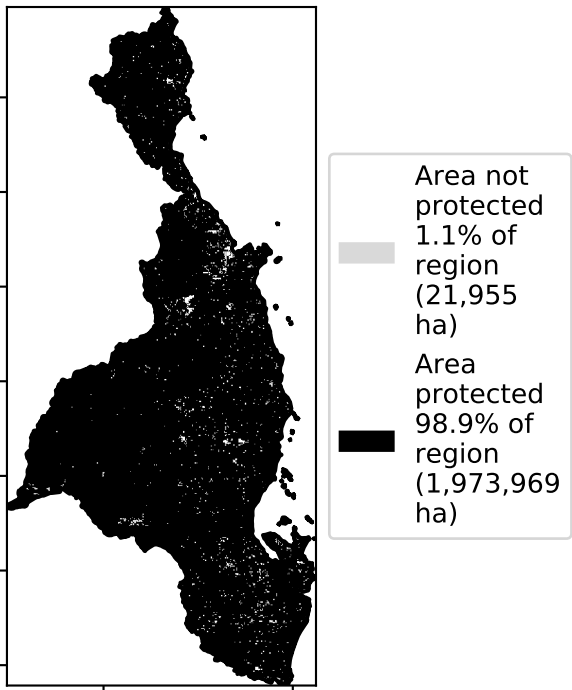 Area not
protected
1.1% of
region
(21,955
ha)
Area
protected
98.9% of
region
(1,973,969
ha)